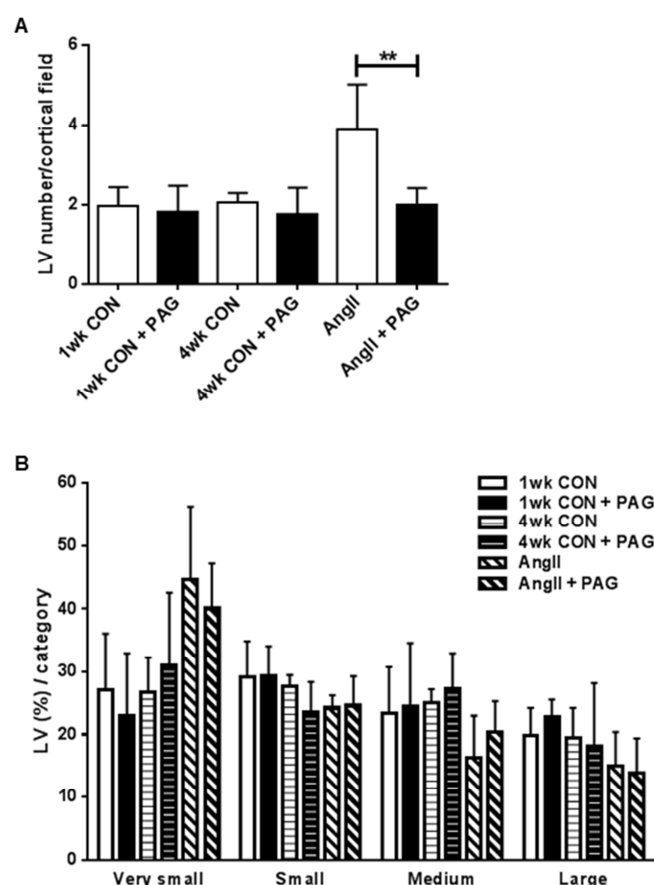 A
LV number/cortical field
6
4
2
0
**
1wk CON
1wk CON + PAG
4wk CON
4wk CON + PAG
AngII
AngII + PAG
B
LV (%) / category
60
50
40
30
20
10
0
1wk CON
1wk CON + PAG
4wk CON
4wk CON + PAG
AngII
AngII + PAG
Very small Small Medium Large